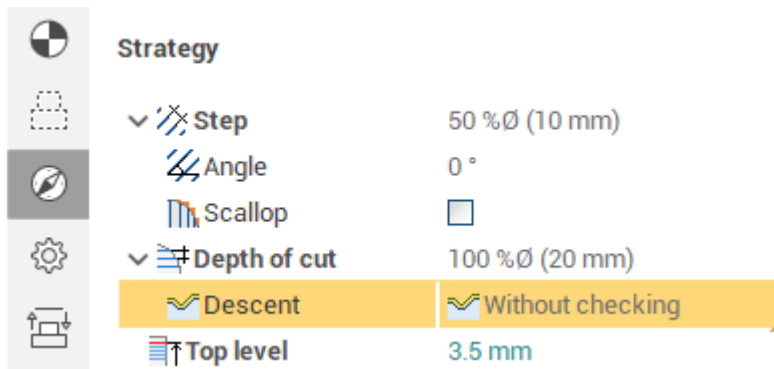 Strategy
Step 50 %Ø (10 mm)
Angle 0 °
Scallop
Depth of cut 100 %Ø (20 mm)
Descent Without checking
Top level 3.5 mm